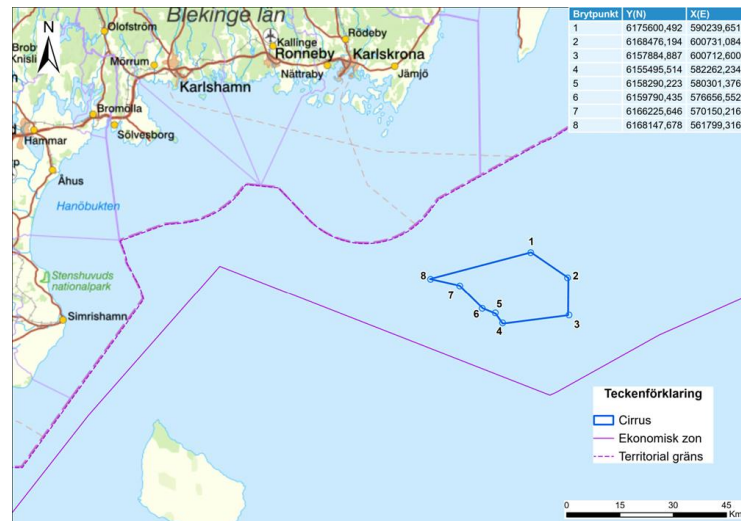 Blekinge län
N
Olofström
Rödeby
Kallinge
Ronneby
Karlskrona
Brob
Knisli
Mörrum
Nättraby
Jämjö
Karlshamn
Bromölla
Sölvesborg
Hammar
Åhus
Hanöbukten
Stenshuvuds
nationalpark
Simrishamn
Brytpunkt Y(N) X(E)
1 6175600,492 590239,651
2 6168476,194 600731,084
3 6157884,887 600712,600
4 6155495,514 582262,234
5 6158290,223 580301,376
6 6159790,435 576656,552
7 6166225,646 570150,216
8 6168147,678 561799,316
1
2
8
7
5
6
3
4
Teckenförklaring
Cirrus
Ekonomisk zon
Territorial gräns
0 15 30 45
Km